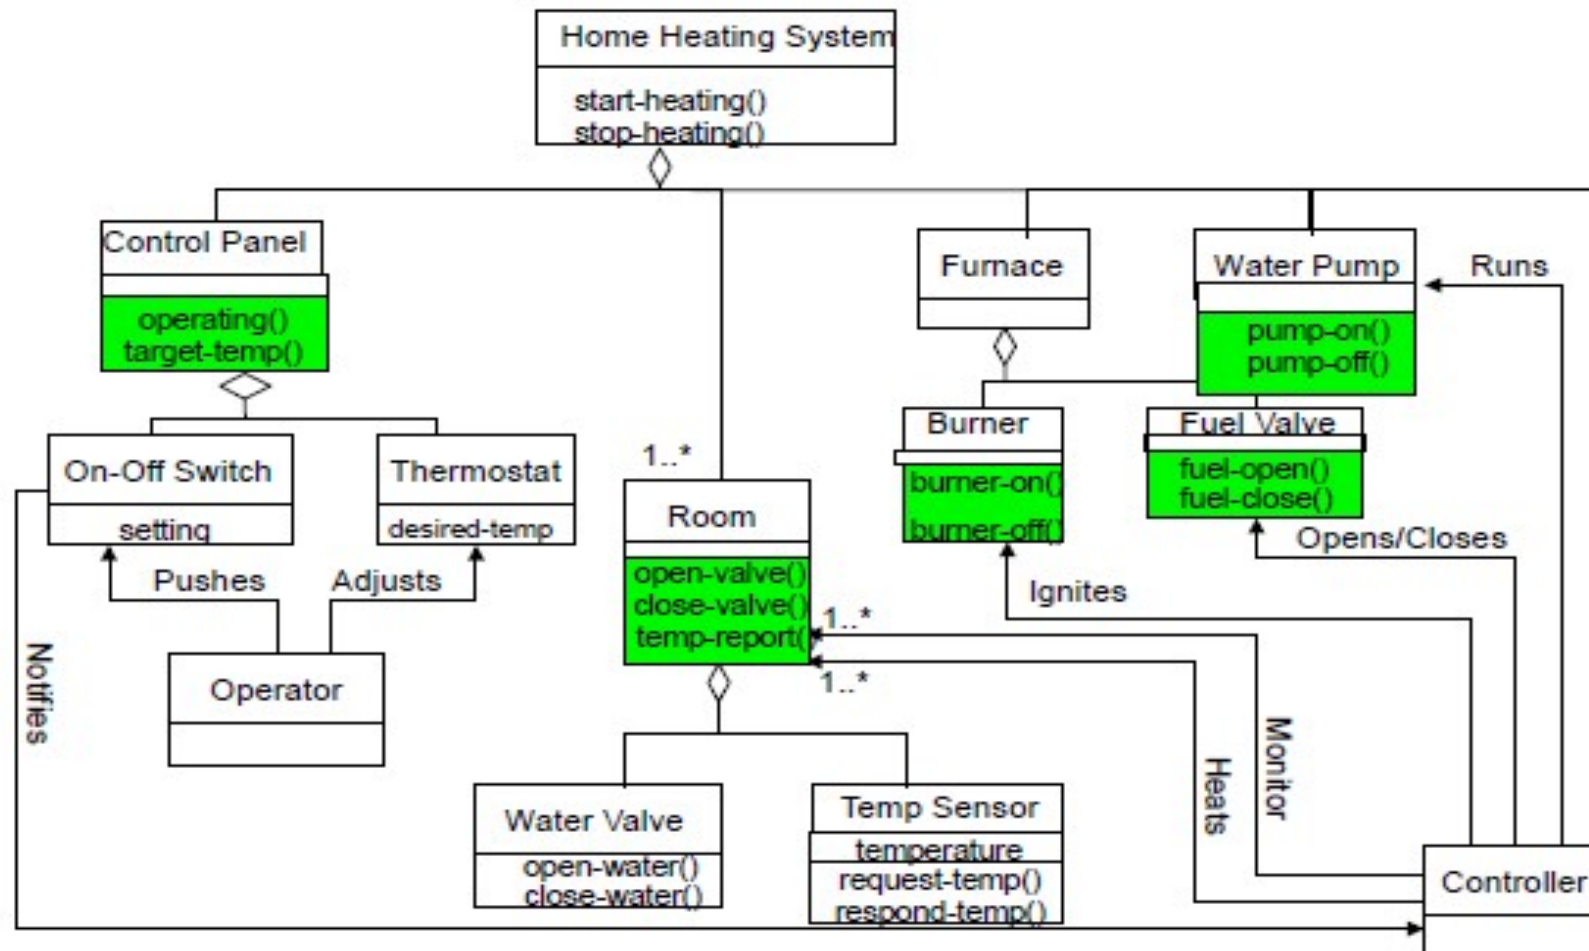 Home Heating System
start-heating()
stop-heating()
Control Panel
operating()
target-temp()
Furnace
Water Pump
pump-on()
pump-off()
Runs
On-Off Switch
setting
Thermostat
desired-temp
1..*
Room
open-valve()
close-valve()
temp-report(
Burner
burner-on()
burner-off()
Fuel Valve
fuel-open()
fuel-close()
Opens/Closes
Ignites
Pushes
Adjusts
Operator
Notifies
1..*
1..*
Monitor
Heats
Water Valve
open-water()
close-water()
Temp Sensor
temperature
request-temp()
respond-temp()
Controller